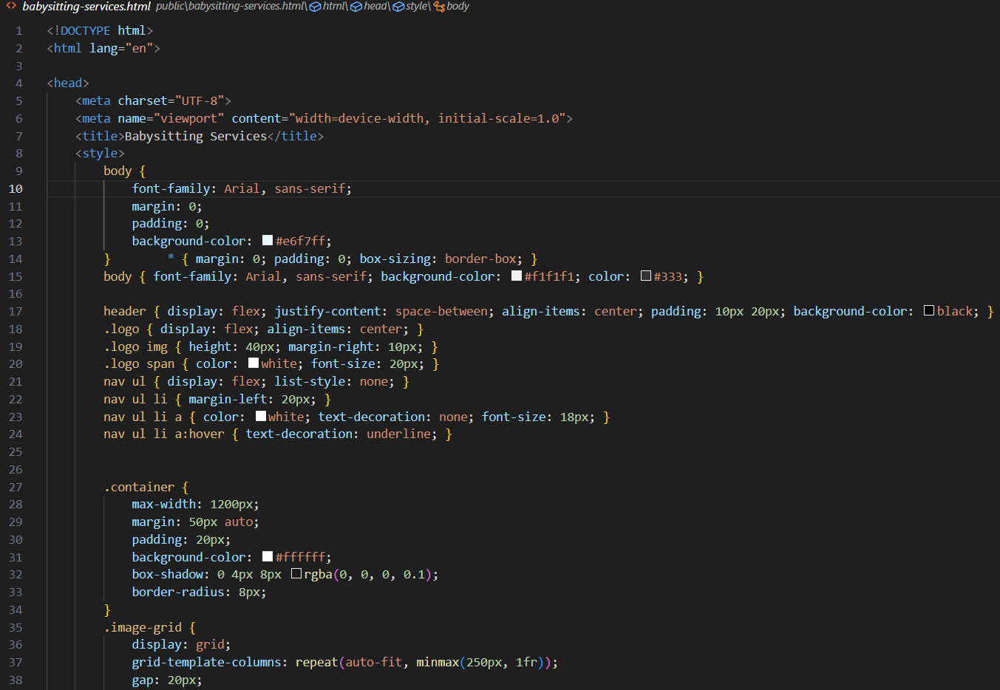 babysitting-services.html public\babysitting-services.html\html\head\style\body
1 <!DOCTYPE html>
2 <html lang="en">
3
4 <head>
5 <meta charset="UTF-8">
6 <meta name="viewport" content="width=device-width, initial-scale=1.0">
7 <title>Babysitting Services</title>
8 <style>
9 body {
10 font-family: Arial, sans-serif;
11 margin: 0;
12 padding: 0;
13 background-color: #e6f7ff;
14 } * { margin: 0; padding: 0; box-sizing: border-box; }
15 body { font-family: Arial, sans-serif; background-color: #f1f1f1; color: #333; }
16
17 header { display: flex; justify-content: space-between; align-items: center; padding: 10px 20px; background-color: black; }
18 .logo { display: flex; align-items: center; }
19 .logo img { height: 40px; margin-right: 10px; }
20 .logo span { color: white; font-size: 20px; }
21 nav ul { display: flex; list-style: none; }
22 nav ul li { margin-left: 20px; }
23 nav ul li a { color: white; text-decoration: none; font-size: 18px; }
24 nav ul li a:hover { text-decoration: underline; }
25
26
27 .container {
28 max-width: 1200px;
29 margin: 50px auto;
30 padding: 20px;
31 background-color: #ffffff;
32 box-shadow: 0 4px 8px rgba(0, 0, 0, 0.1);
33 border-radius: 8px;
34 }
35 .image-grid {
36 display: grid;
37 grid-template-columns: repeat(auto-fit, minmax(250px, 1fr));
38 gap: 20px;